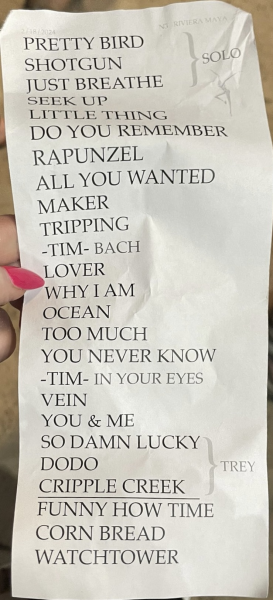 RIVIERA MAYA
PRETTY BIRD
SHOTGUN
SOLO
JUST BREATHE
SEEK UP
LITTLE THING
DO YOU REMEMBER
RAPUNZEL
ALL YOU WANTED
MAKER
TRIPPING
-TIM- BACH
LOVER
WHY I AM
OCEAN
TOO MUCH
YOU NEVER KNOW
-TIM- IN YOUR EYES
VEIN
YOU & ME
SO DAMN LUCKY
DODO
TREY
CRIPPLE CREEK
FUNNY HOW TIME
CORN BREAD
WATCHTOWER